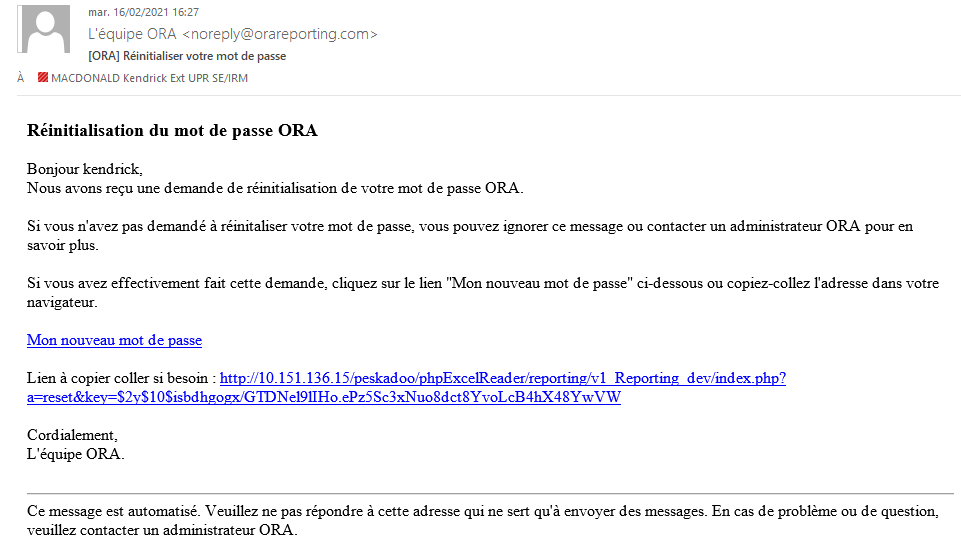 mar. 16/02/2021 16:27
L'équipe ORA <noreply@orareporting.com>
[ORA] Réinitialiser votre mot de passe
À MACDONALD Kendrick Ext UPR SE/IRM
Réinitialisation du mot de passe ORA
Bonjour kendrick,
Nous avons reçu une demande de réinitialisation de votre mot de passe ORA.
Si vous n'avez pas demandé à réinitaliser votre mot de passe, vous pouvez ignorer ce message ou contacter un administrateur ORA pour en
savoir plus.
Si vous avez effectivement fait cette demande, cliquez sur le lien "Mon nouveau mot de passe" ci-dessous ou copiez-collez l'adresse dans votre
navigateur.
Mon nouveau mot de passe
Lien à copier coller si besoin : http://10.151.136.15/peskadoo/phpExcelReader/reporting/v1_Reporting_dev/index.php?
a=reset&key=$2y$10$isbdhgogx/GTDNel9lIHo.ePz5Sc3xNuo8dct8YvoLcB4hX48YwVW
Cordialement,
L'équipe ORA.
Ce message est automatisé. Veuillez ne pas répondre à cette adresse qui ne sert qu'à envoyer des messages. En cas de problème ou de question,
veuillez contacter un administrateur ORA.